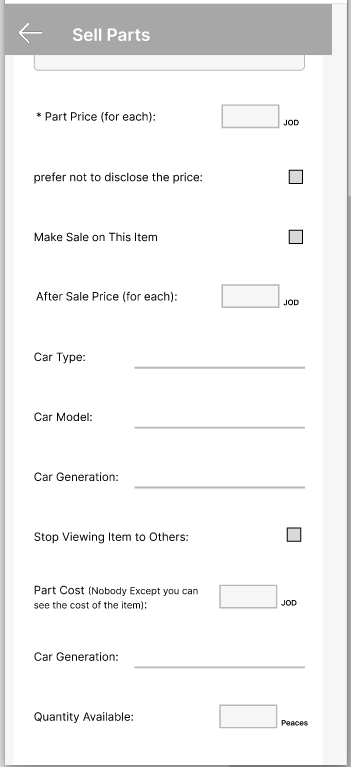 Sell Parts
* Part Price (for each):
JOD
prefer not to disclose the price:
Make Sale on This Item
After Sale Price (for each):
JOD
Car Type:
Car Model:
Car Generation:
Stop Viewing Item to Others:
Part Cost (Nobody Except you can
see the cost of the item):
JOD
Car Generation:
Quantity Available:
Peaces